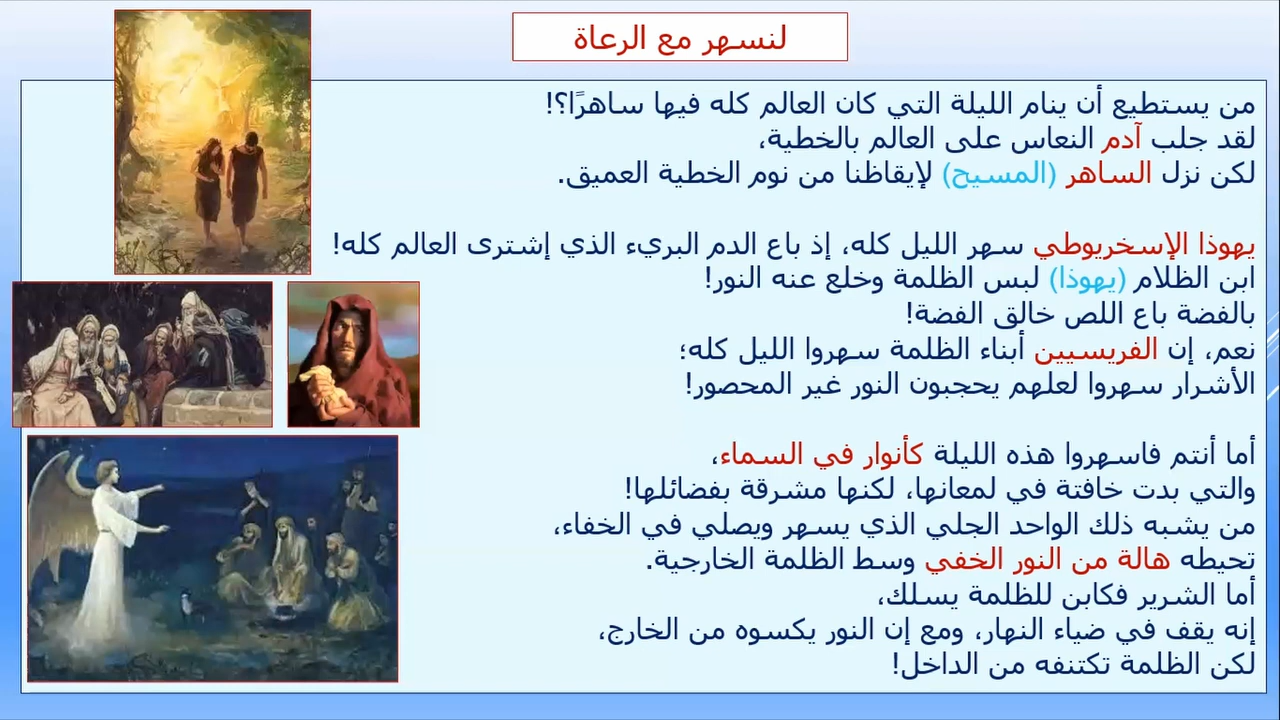 لنسهر مع الرعاة
من يستطيع أن ينام الليلة التي كان العالم كله فيها ساهرًا؟!
لقد جلب آدم النعاس على العالم بالخطية،
لكن نزل الساهر (المسيح) لإيقاظنا من نوم الخطية العميق.
يهوذا الإسخريوطي سهر الليل كله، إذ باع الدم البريء الذي إشترى العالم كله!
ابن الظلام (يهوذا) لبس الظلمة وخلع عنه النور!
بالفضة باع اللص خالق الفضة!
نعم، إن الفريسيين أبناء الظلمة سهروا الليل كله؛
الأشرار سهروا لعلهم يحجبون النور غير المحصور!
أما أنتم فاسهروا هذه الليلة كأنوار في السماء،
والتي بدت خافتة في لمعانها، لكنها مشرقة بفضائلها!
من يشبه ذلك الواحد الجلي الذي يسهر ويصلي في الخفاء،
تحيطه هالة من النور الخفي وسط الظلمة الخارجية.
أما الشرير فكابن للظلمة يسلك،
إنه يقف في ضياء النهار، ومع إن النور يكسوه من الخارج،
لكن الظلمة تكتنفه من الداخل!